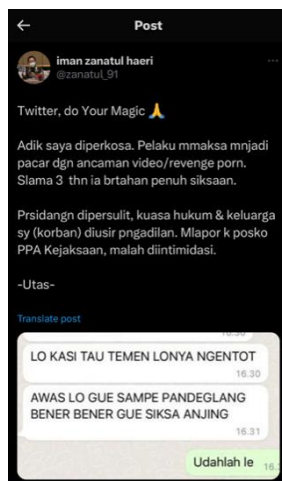 Post
iman zanatul haeri
@zanatul_91
Twitter, do Your Magic 🙏
Adik saya diperkosa. Pelaku mmaksa mnjadi
pacar dgn ancaman video/revenge porn.
Slama 3 thn ia brtahan penuh siksaan.
Prsidangn dipersulit, kuasa hukum & keluarga
sy (korban) diusir pngadilan. Mlapor k posko
PPA Kejaksaan, malah diintimidasi.
-Utas-
Translate post
LO KASI TAU TEMEN LONYA NGENTOT
16.30
AWAS LO GUE SAMPE PANDEGLANG
BENER BENER GUE SIKSA ANJING
16.31
Udahlah le